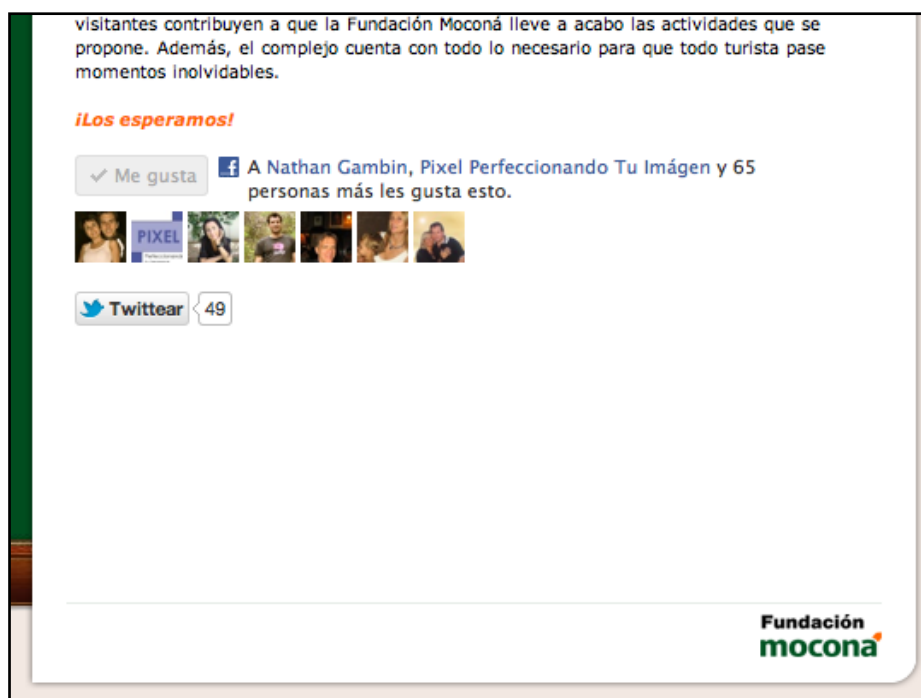 visitantes contribuyen a que la Fundación Moconá lleve a acabo las actividades que se
propone. Además, el complejo cuenta con todo lo necesario para que todo turista pase
momentos inolvidables.
¡Los esperamos!
Me gusta
A Nathan Gambin, Pixel Perfeccionando Tu Imágen y 65
personas más les gusta esto.
PIXEL
Twittear 49
Fundación
mocona